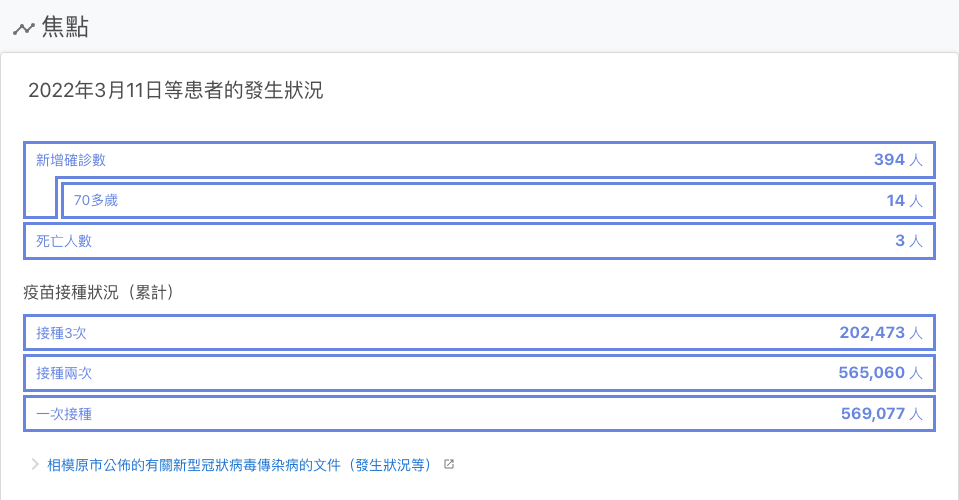 焦點
2022年3月11日等患者的發生狀況
新增確診數 394 人
70多歲 14 人
死亡人數 3 人
疫苗接種狀況（累計）
接種3次 202,473 人
接種兩次 565,060 人
一次接種 569,077 人
相模原市公佈的有關新型冠狀病毒傳染病的文件（發生狀況等）